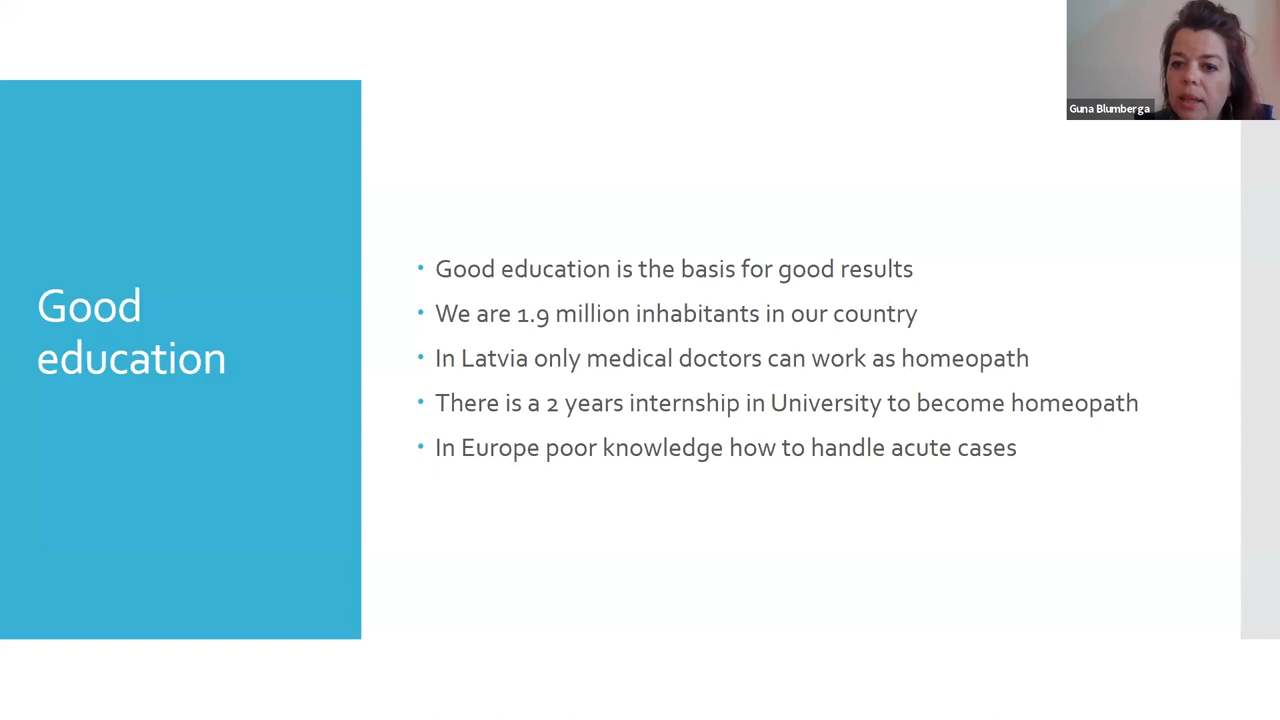 Guna Blumberga
Good
education
• Good education is the basis for good results
• We are 1.9 million inhabitants in our country
• In Latvia only medical doctors can work as homeopath
• There is a 2 years internship in University to become homeopath
• In Europe poor knowledge how to handle acute cases